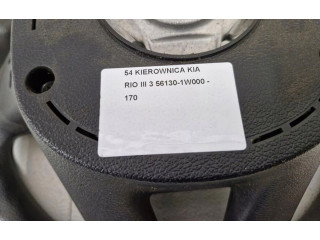 54 KIEROWNICA KIA
RIO III 3 56130-1W000 -
170